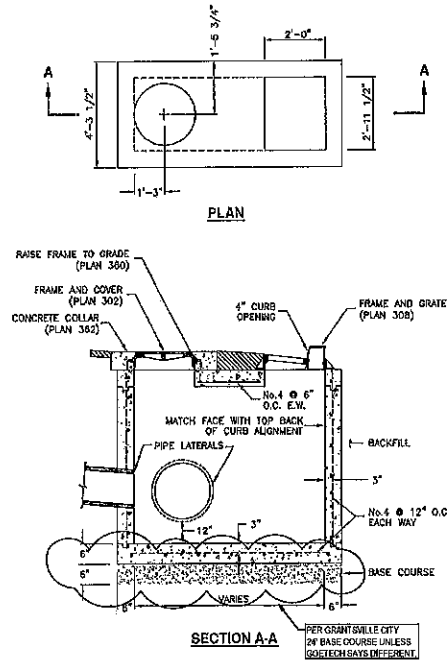 1'-6 3/4"
2'-0"
A
A
4'-3 1/2"
2'-11 1/2"
1'-3"
PLAN
RAISE FRAME TO GRADE
(PLAN 360)
FRAME AND COVER
(PLAN 302)
CONCRETE COLLAR
(PLAN 362)
4" CURB
OPENING
FRAME AND GRATE
(PLAN 308)
No.4 @ 6"
O.C. E.W.
MATCH FACE WITH TOP BACK
OF CURB ALIGNMENT
BACKFILL
PIPE LATERALS
3"
12"
3"
No.4 @ 12" O.C
EACH WAY
6"
6"
BASE COURSE
6"
VARIES
6"
SECTION A-A
PER GRANTSVILLE CITY
24" BASE COURSE UNLESS
GOETECH SAYS DIFFERENT.